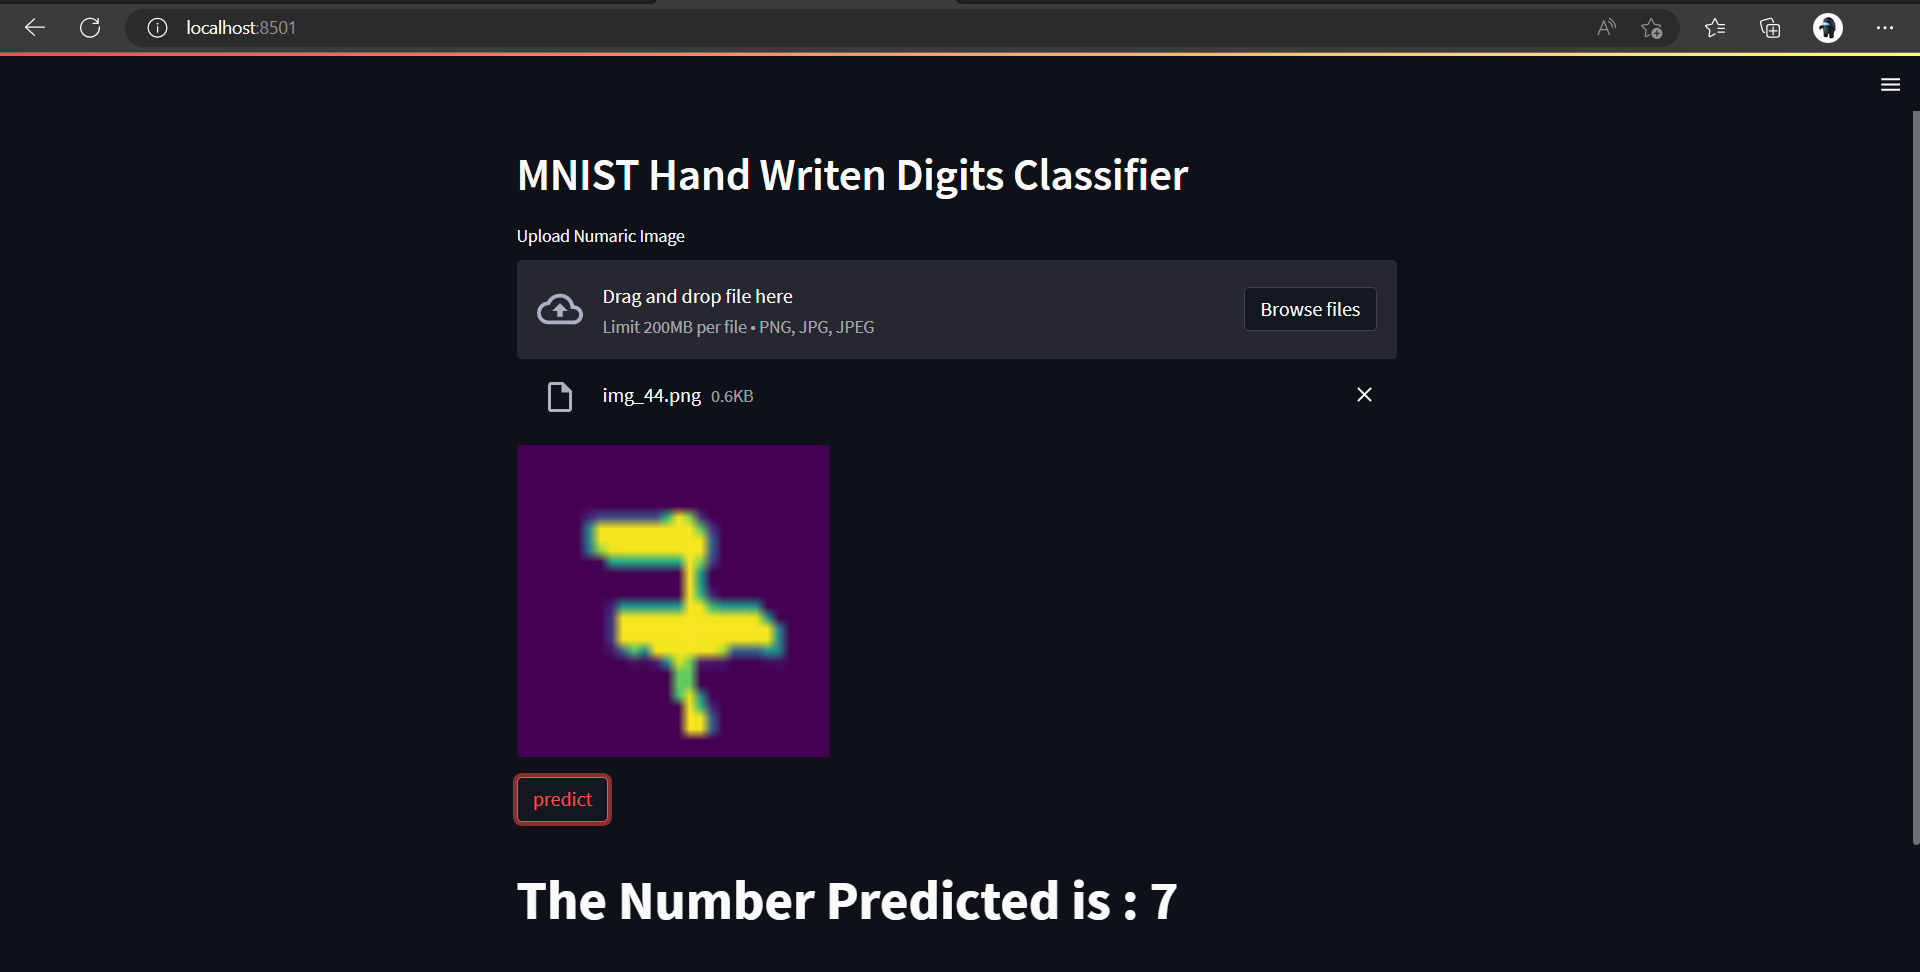 localhost:8501
MNIST Hand Writen Digits Classifier
Upload Numaric Image
Drag and drop file here
Limit 200MB per file • PNG, JPG, JPEG
Browse files
img_44.png 0.6KB
7
predict
The Number Predicted is : 7